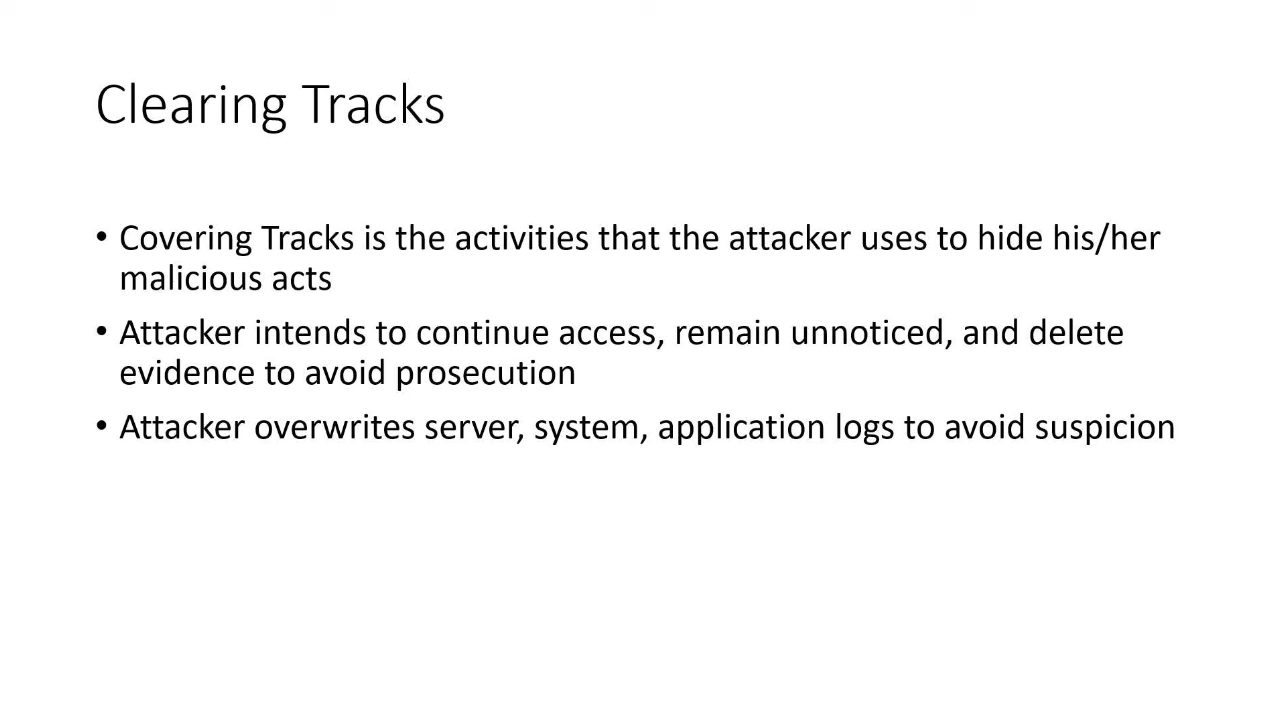 Clearing Tracks
• Covering Tracks is the activities that the attacker uses to hide his/her
malicious acts
• Attacker intends to continue access, remain unnoticed, and delete
evidence to avoid prosecution
• Attacker overwrites server, system, application logs to avoid suspicion